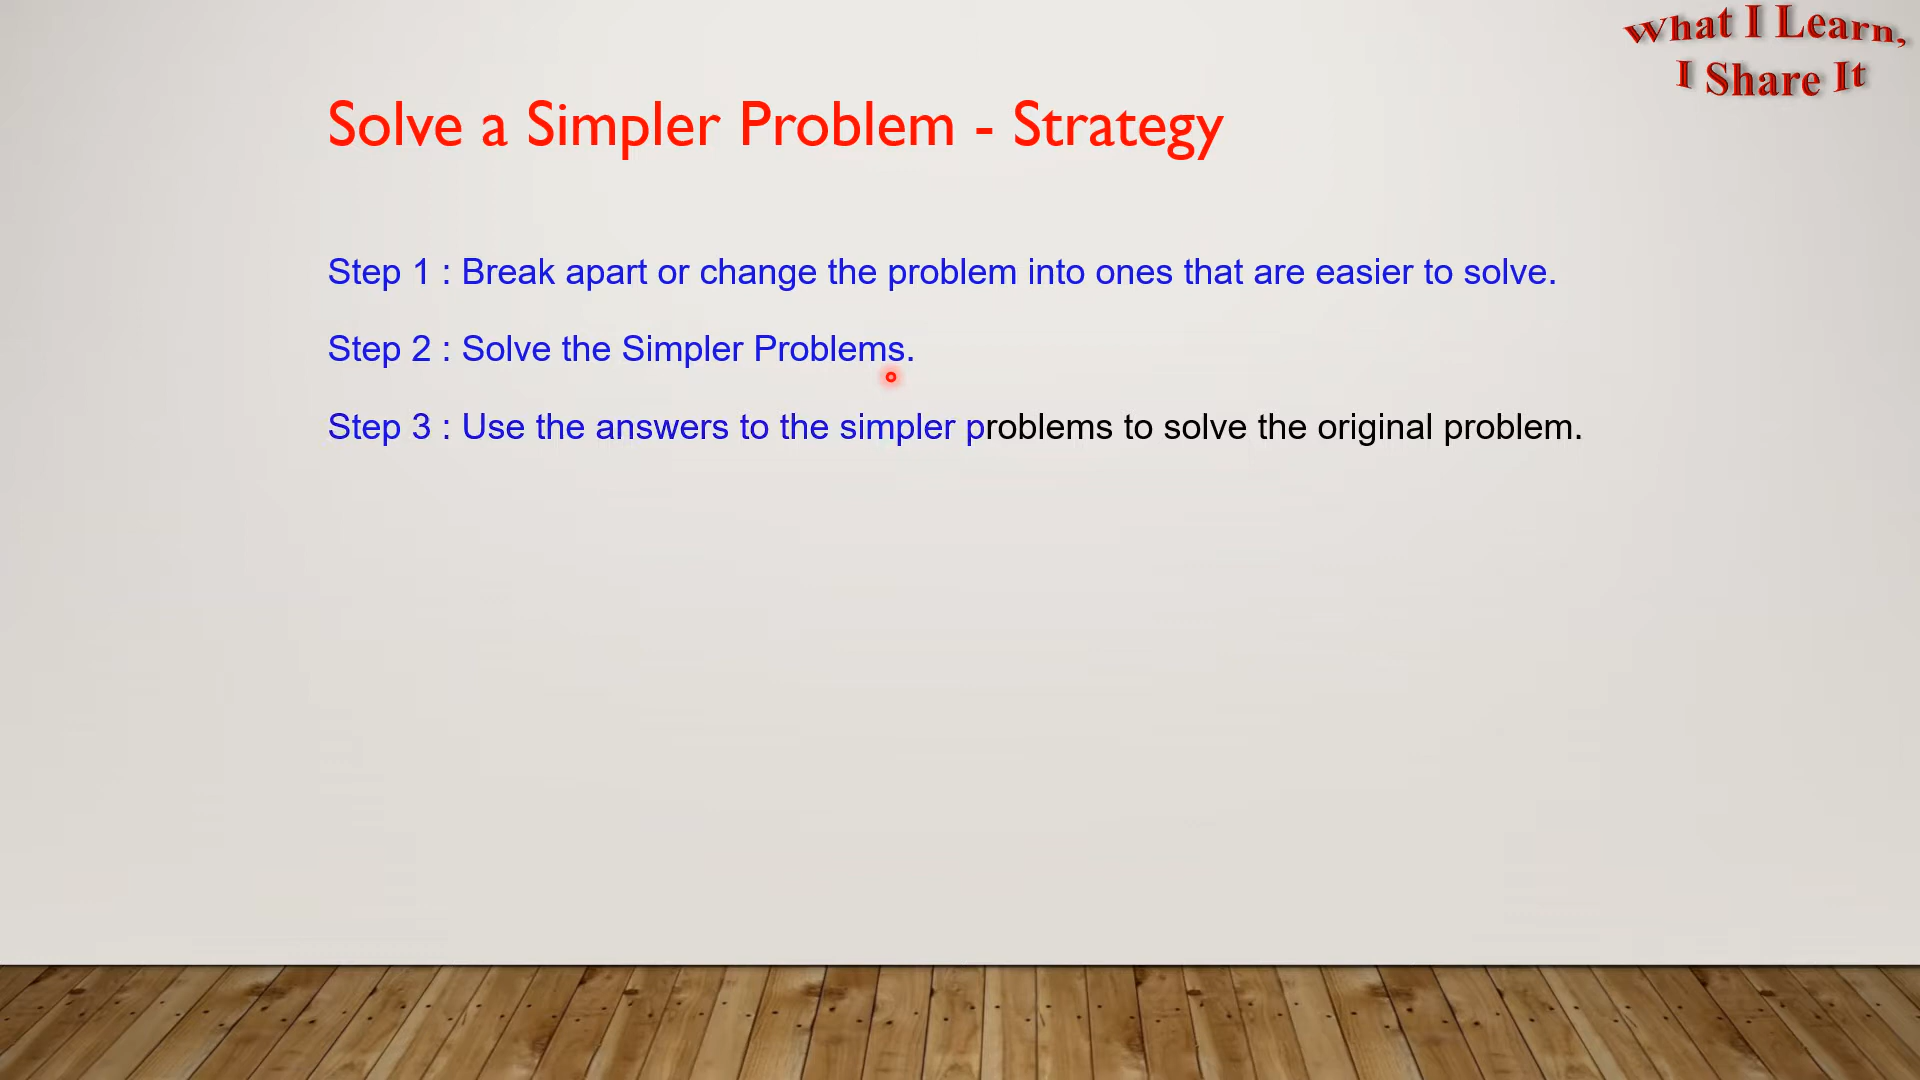 What I Learn,
I Share It
Solve a Simpler Problem - Strategy
Step 1 : Break apart or change the problem into ones that are easier to solve.
Step 2 : Solve the Simpler Problems.
Step 3 : Use the answers to the simpler problems to solve the original problem.